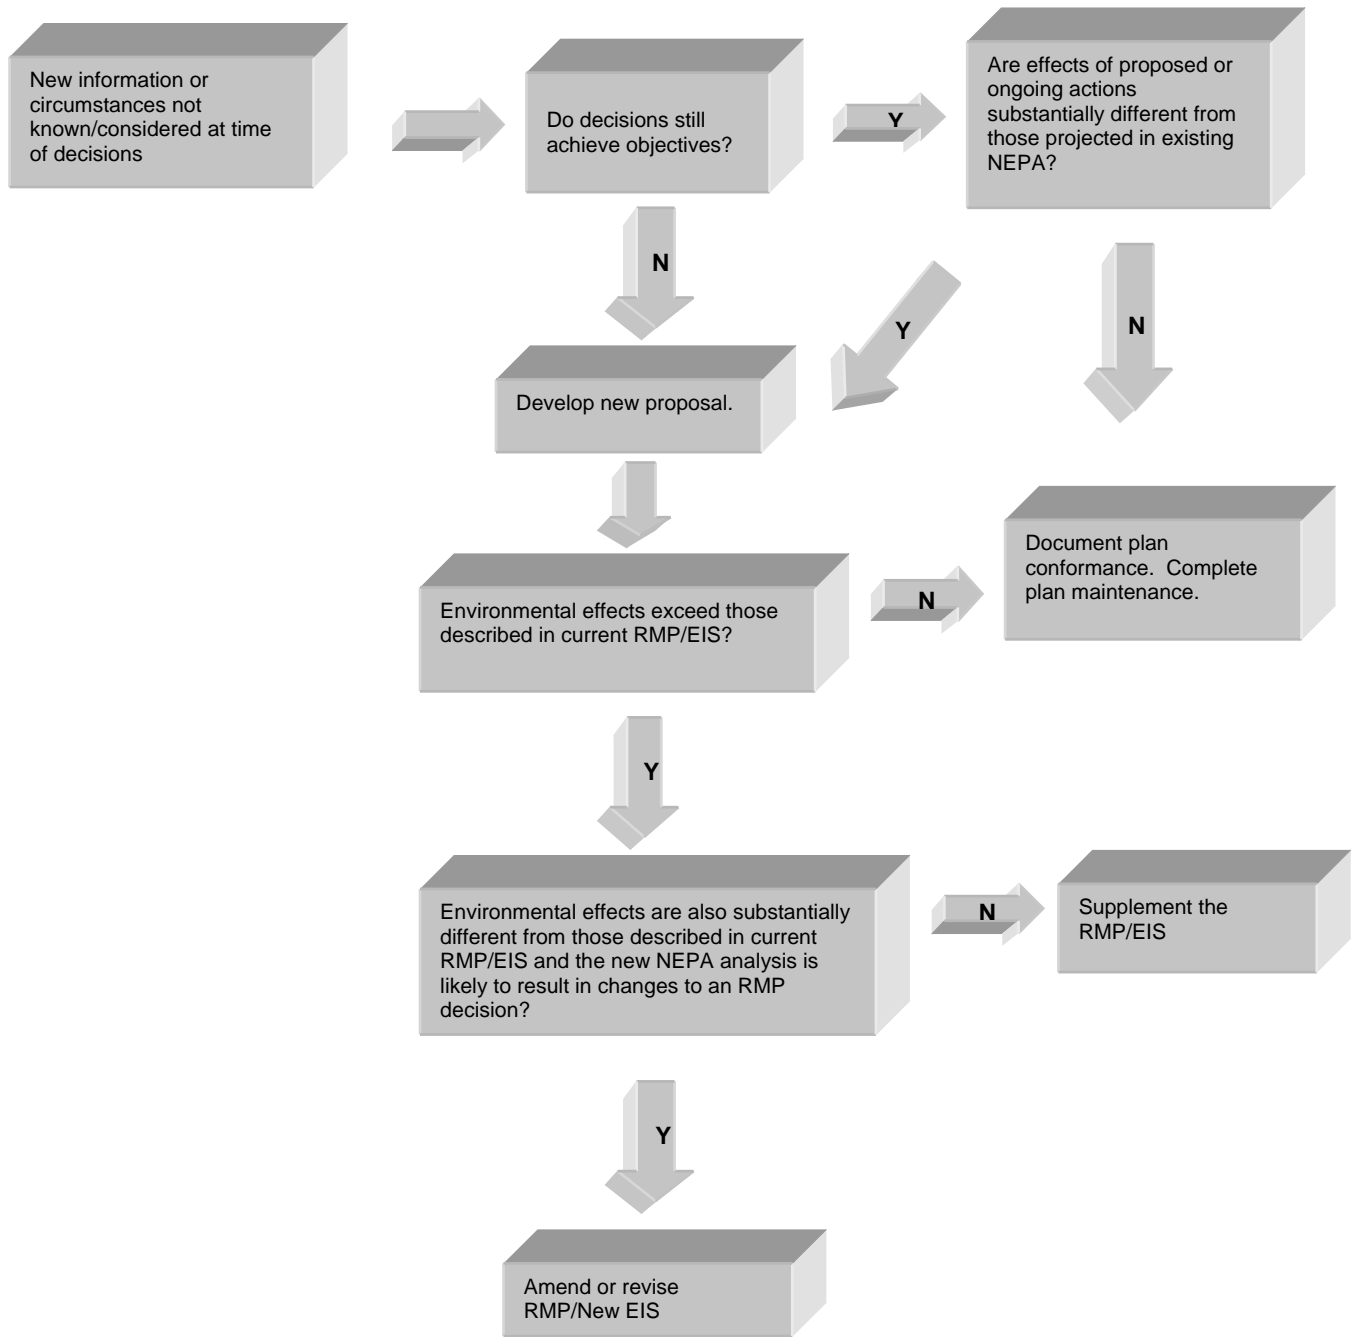 New information or
circumstances not
known/considered at time
of decisions
Do decisions still
achieve objectives?
Y
Are effects of proposed or
ongoing actions
substantially different from
those projected in existing
NEPA?
N
Y
N
Develop new proposal.
Environmental effects exceed those
described in current RMP/EIS?
N
Document plan
conformance.  Complete
plan maintenance.
Y
Environmental effects are also substantially
different from those described in current
RMP/EIS and the new NEPA analysis is
likely to result in changes to an RMP
decision?
N
Supplement the
RMP/EIS
Y
Amend or revise
RMP/New EIS